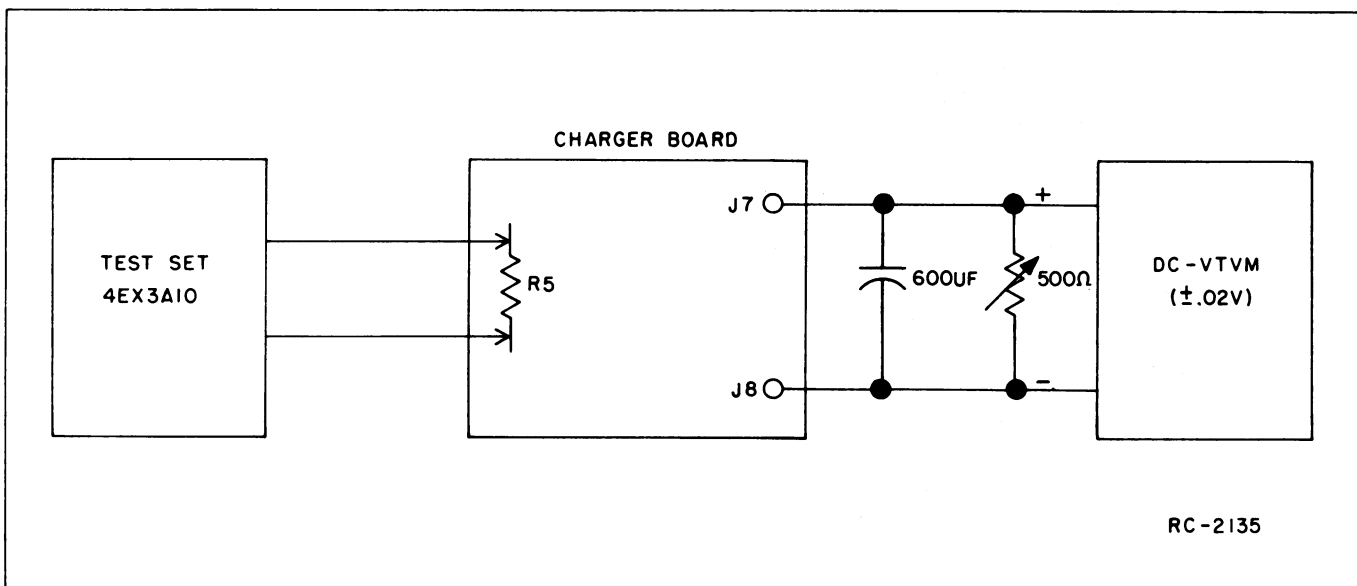 CHARGER BOARD
TEST SET
4EX3A10
J7
R5
J8
600UF
500Ω
+
-
DC-VTVM
(±.02V)
RC-2135